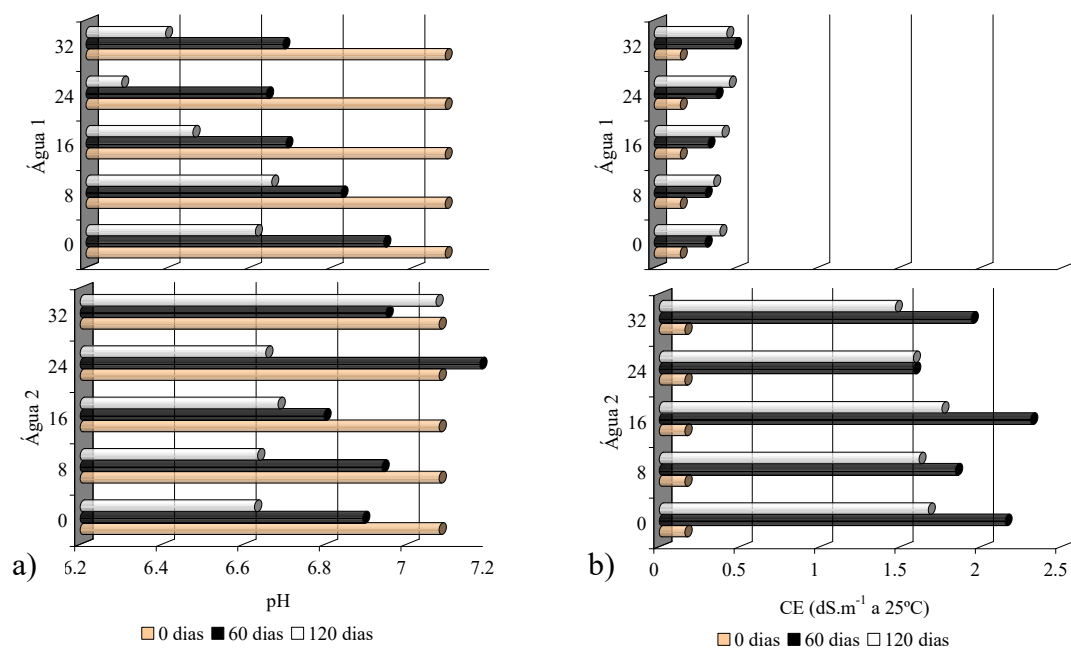 32
24
16
8
0
Água 1
32
24
16
8
0
Água 2
6.2 6.4 6.6 6.8 7 7.2
a)
pH
0 dias 60 dias 120 dias
32
24
16
8
0
Água 1
32
24
16
8
0
Água 2
0 0.5 1 1.5 2 2.5
b)
CE (dS.m⁻¹ a 25ºC)
0 dias 60 dias 120 dias